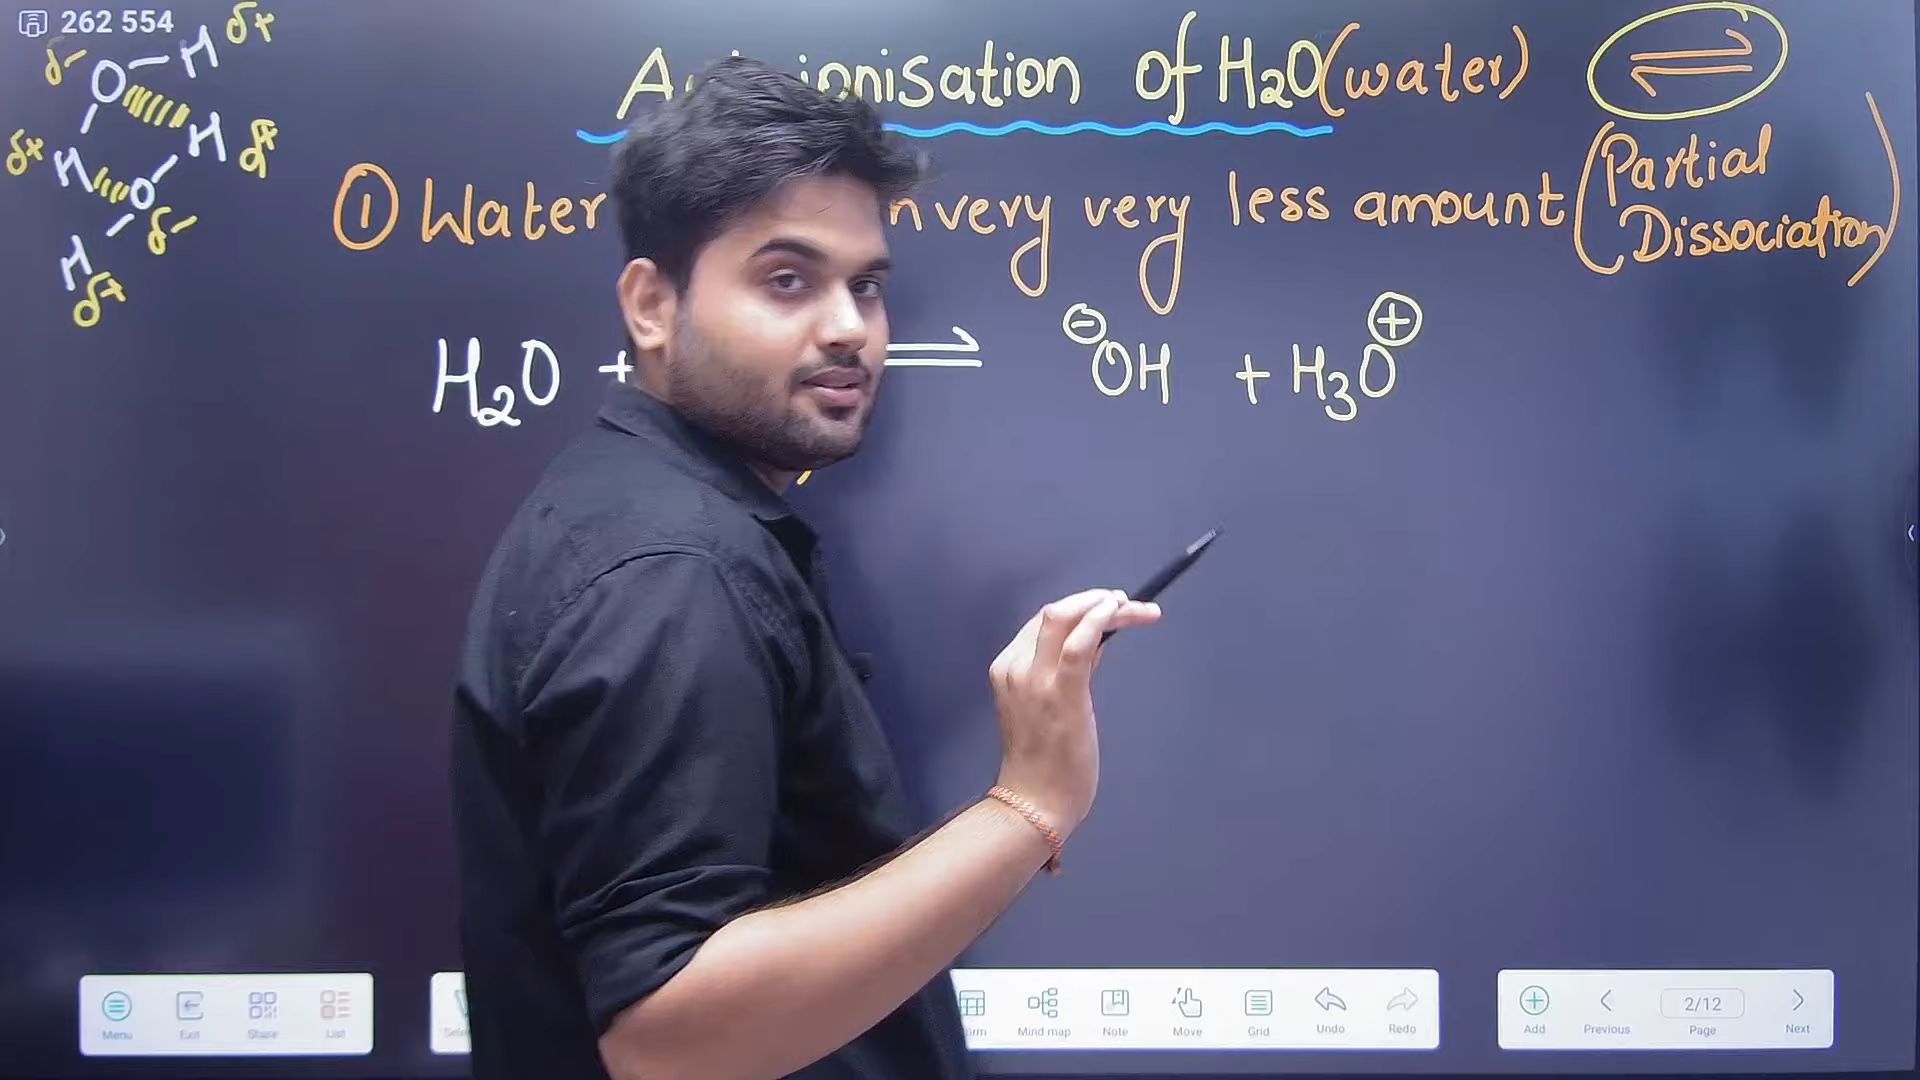 262 554
δ- O H δ+
δ+ H O H δ+
δ-
H δ+
ionisation of H2O (water) ⇌
① Water very very less amount (Partial
Dissociation)
H2O + ⇌ ⊖OH + H3O⊕
Menu Exit Share List Mind map Note Move Grid Undo Redo Add Previous 2/12 Page Next